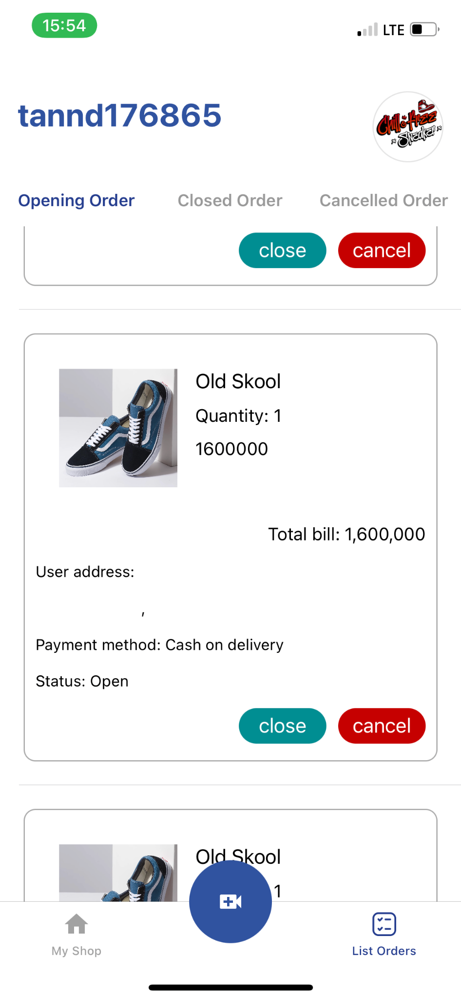 15:54
LTE
tannd176865
Chill & Free
Sneaker
Opening Order
Closed Order
Cancelled Order
close
cancel
Old Skool
Quantity: 1
1600000
Total bill: 1,600,000
User address:
,
Payment method: Cash on delivery
Status: Open
close
cancel
Old Skool
1
My Shop
List Orders